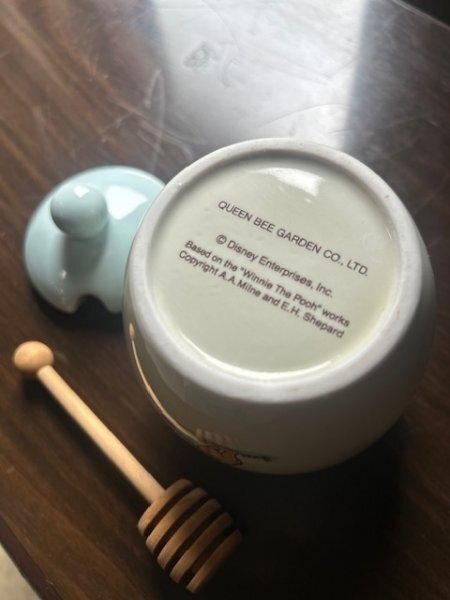 QUEEN BEE GARDEN CO., LTD.
© Disney Enterprises, Inc.
Based on the "Winnie The Pooh" works
Copyright A.A.Milne and E.H. Shepard